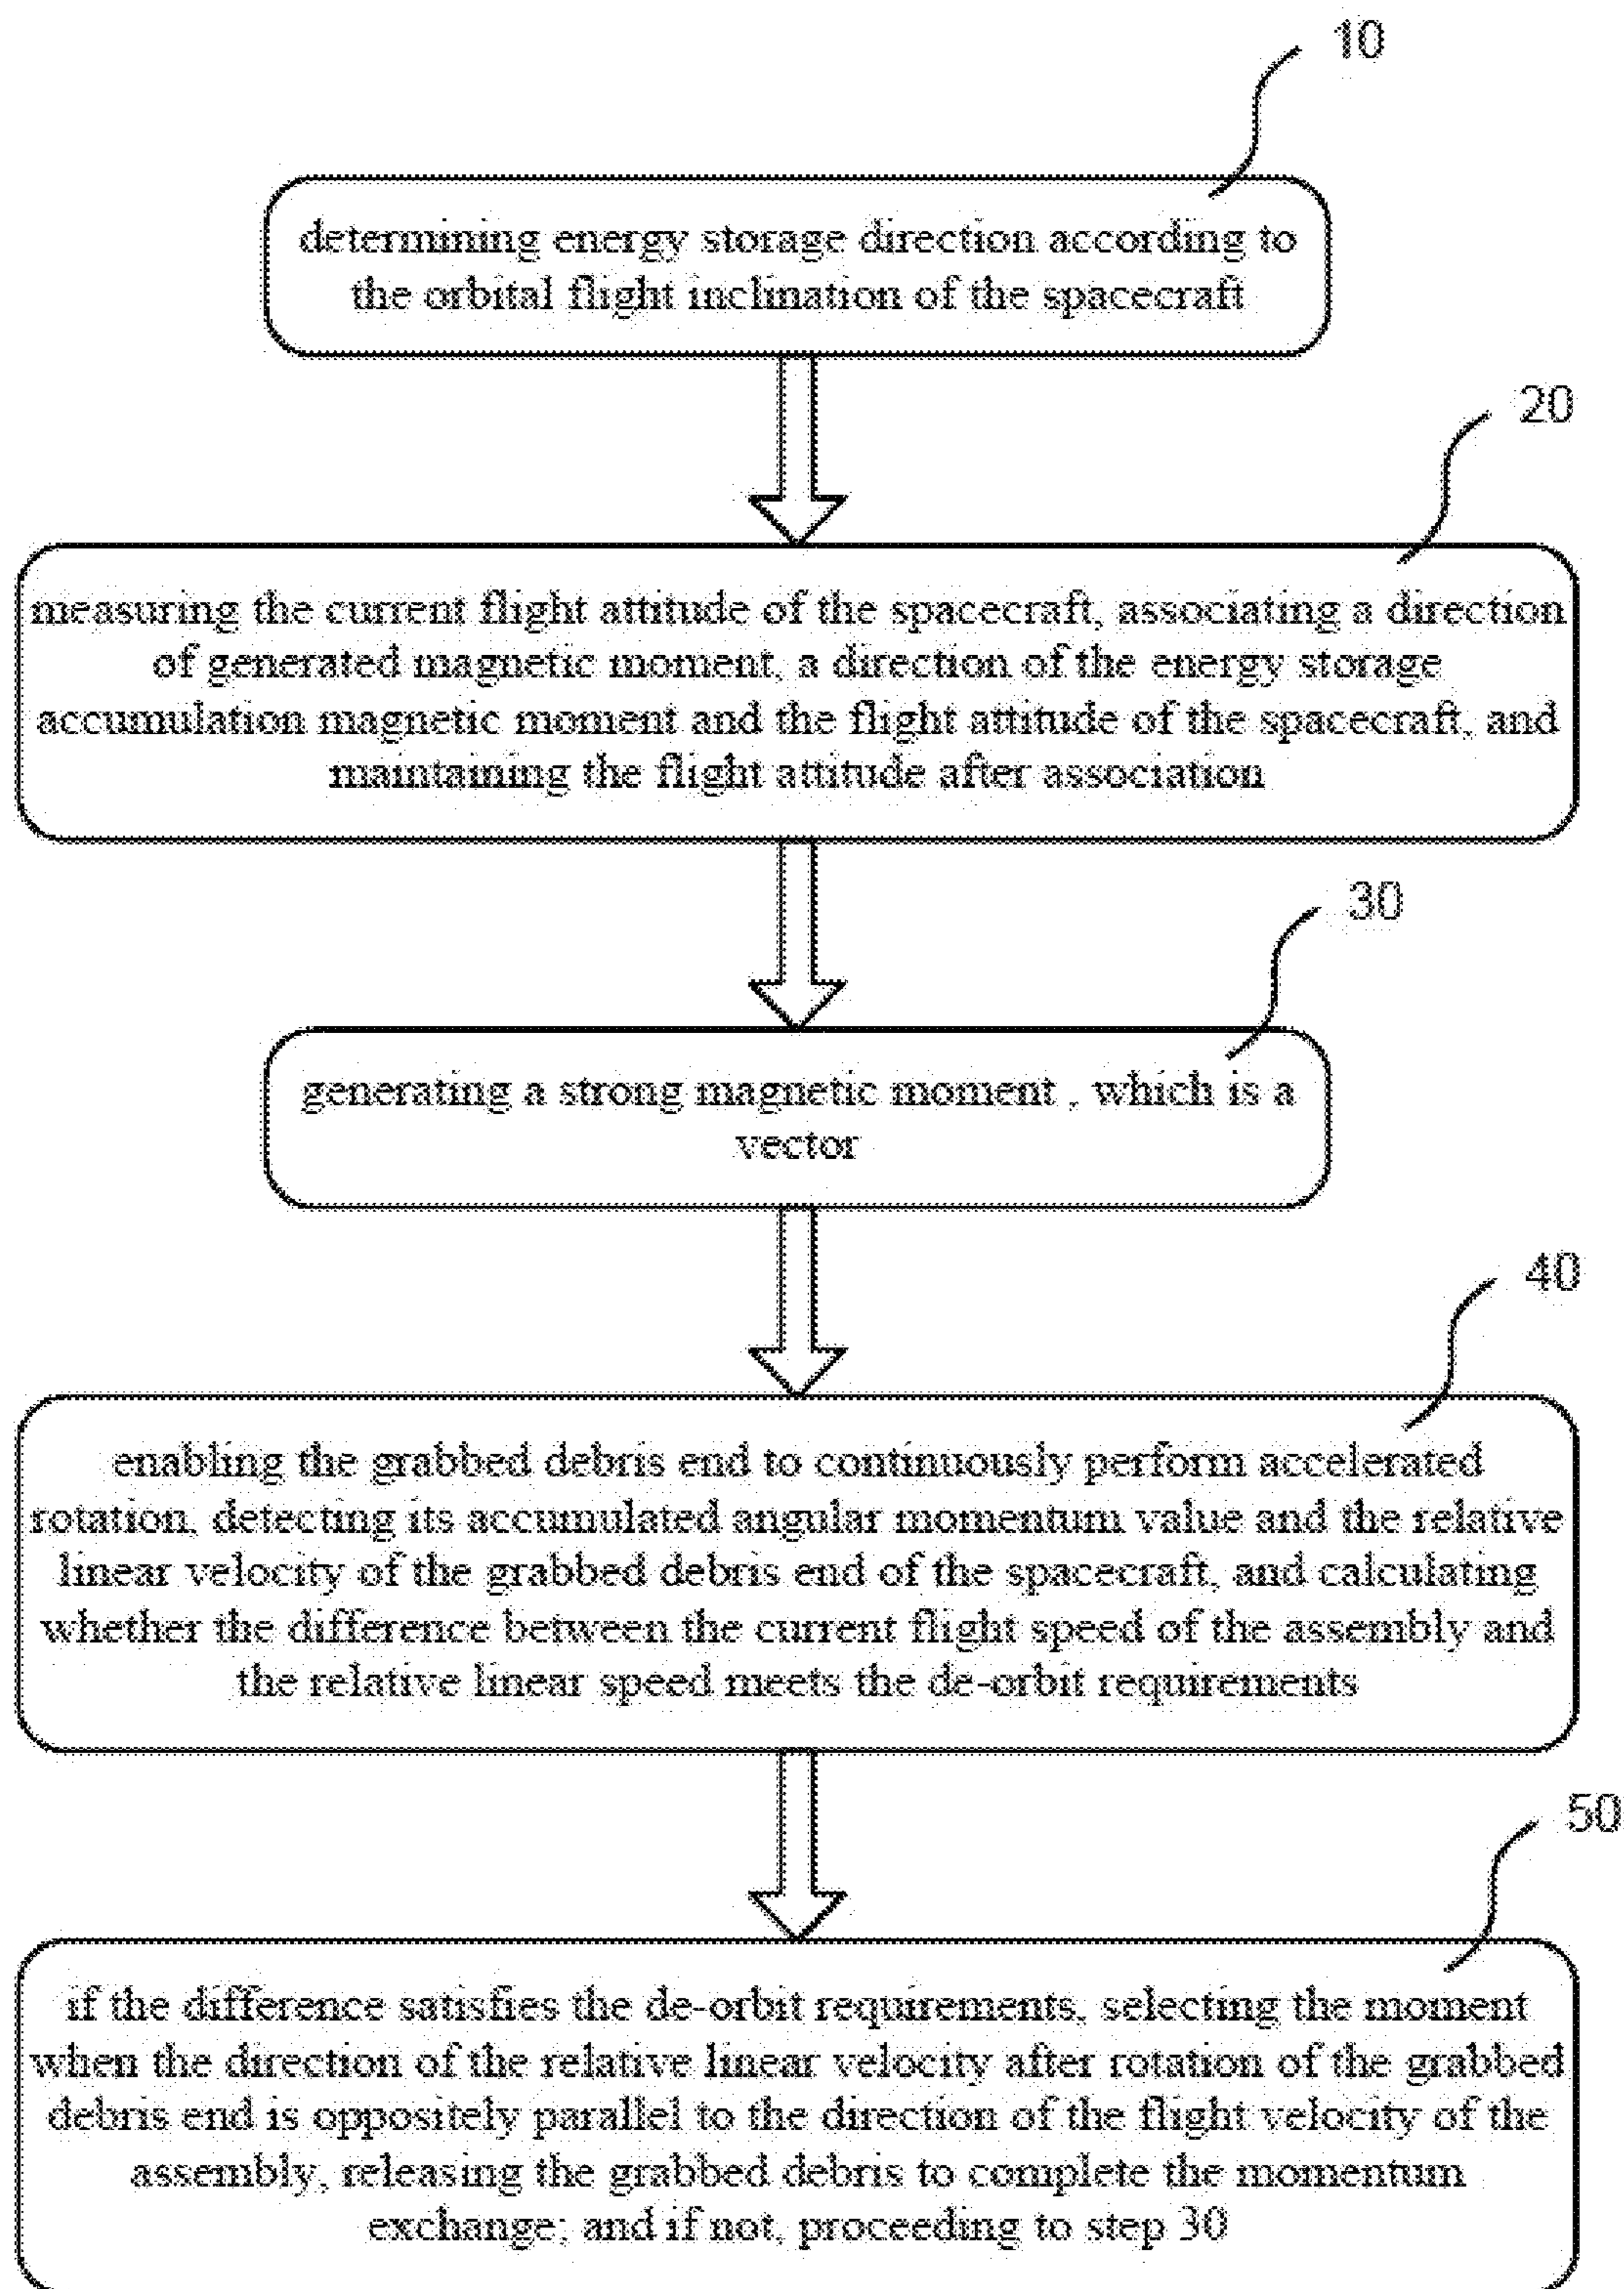 10
determining energy storage direction according to
the orbital flight inclination of the spacecraft
20
measuring the current flight attitude of the spacecraft, associating a direction
of generated magnetic moment, a direction of the energy storage
accumulation magnetic moment and the flight attitude of the spacecraft, and
maintaining the flight attitude after association
30
generating a strong magnetic moment , which is a
vector
40
enabling the grabbed debris end to continuously perform accelerated
rotation, detecting its accumulated angular momentum value and the relative
linear velocity of the grabbed debris end of the spacecraft, and calculating
whether the difference between the current flight speed of the assembly and
the relative linear speed meets the de-orbit requirements
50
if the difference satisfies the de-orbit requirements, selecting the moment
when the direction of the relative linear velocity after rotation of the grabbed
debris end is oppositely parallel to the direction of the flight velocity of the
assembly, releasing the grabbed debris to complete the momentum
exchange; and if not, proceeding to step 30